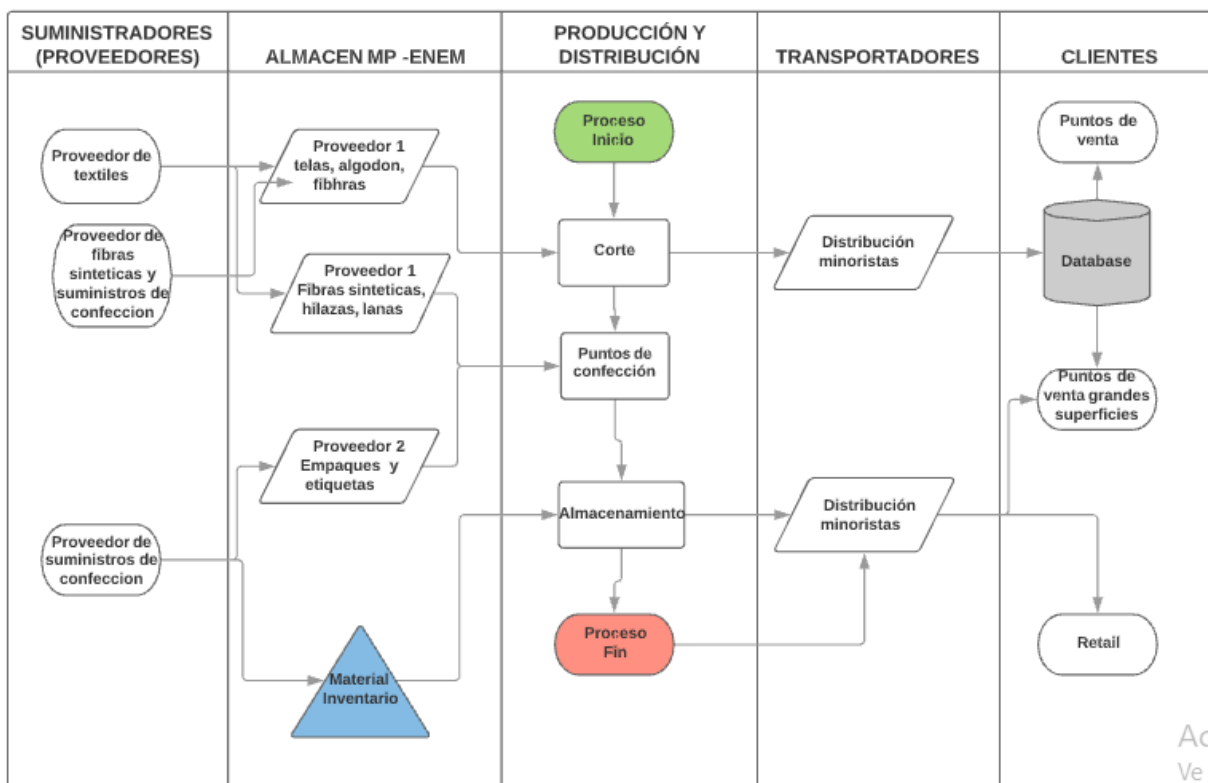 SUMINISTRADORES
(PROVEEDORES)
ALMACEN MP -ENEM
PRODUCCIÓN Y
DISTRIBUCIÓN
TRANSPORTADORES
CLIENTES
Proveedor de
textiles
Proveedor de
fibras
sinteticas y
suministros de
confeccion
Proveedor de
suministros de
confeccion
Proveedor 1
telas, algodon,
fibhras
Proveedor 1
Fibras sinteticas,
hilazas, lanas
Proveedor 2
Empaques y
etiquetas
Material
Inventario
Proceso
Inicio
Corte
Puntos de
confección
Almacenamiento
Proceso
Fin
Distribución
minoristas
Distribución
minoristas
Puntos de
venta
Database
Puntos de
venta grandes
superficies
Retail
Ac
Ve